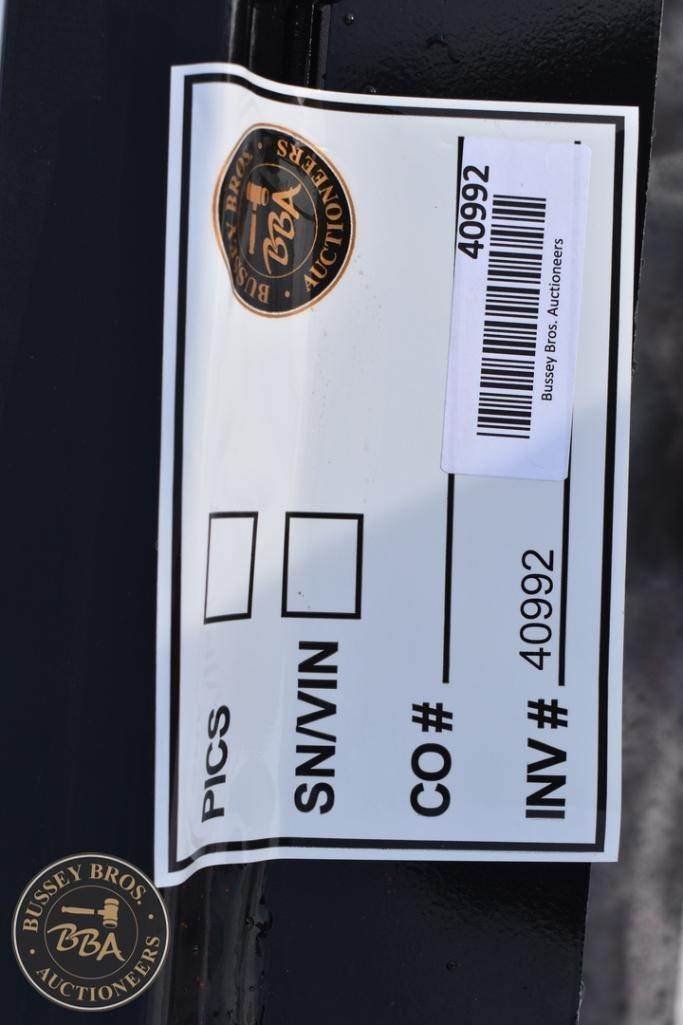 PICS
SN/VIN
CO #
INV # 40992
BUSSEY BROS. AUCTIONEERS
BBA
40992
Bussey Bros. Auctioneers
BUSSEY BROS.
BBA
AUCTIONEERS